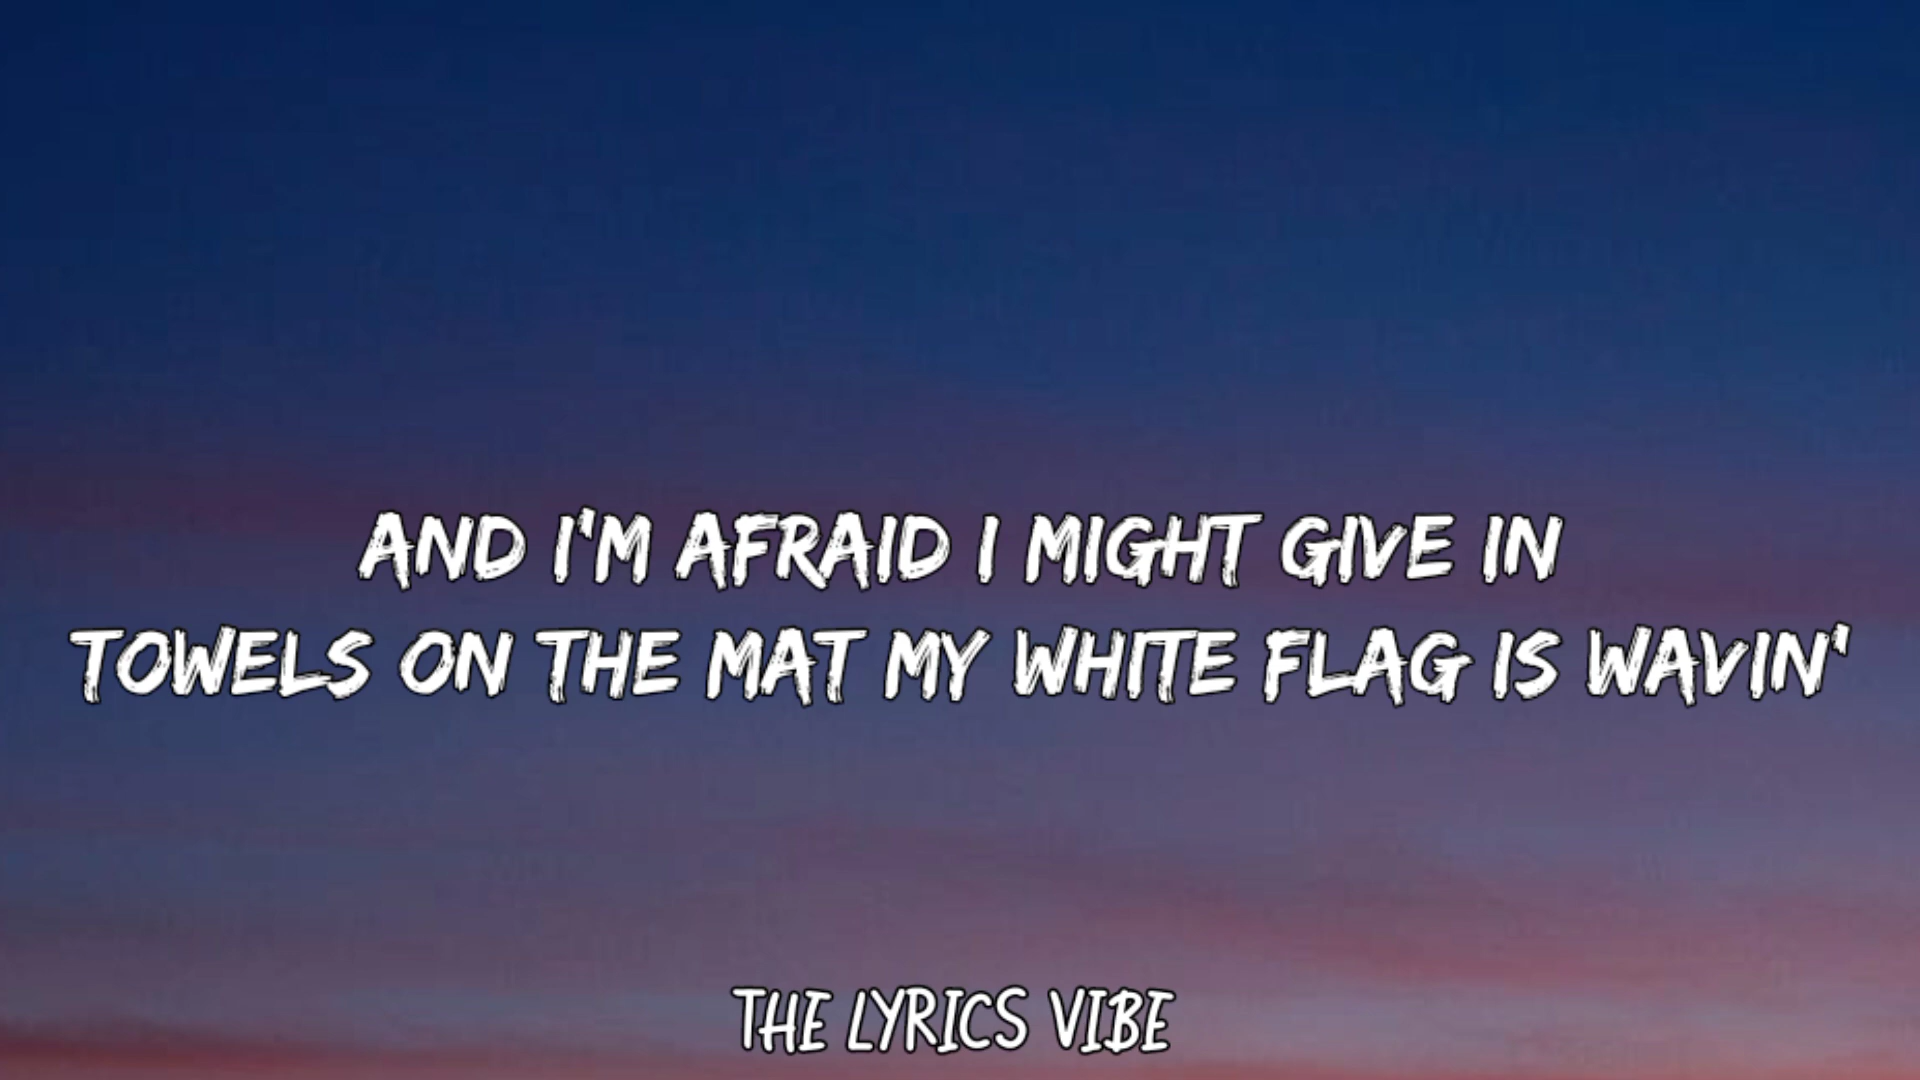 AND I'M AFRAID I MIGHT GIVE IN
TOWELS ON THE MAT MY WHITE FLAG IS WAVIN'
THE LYRICS VIBE